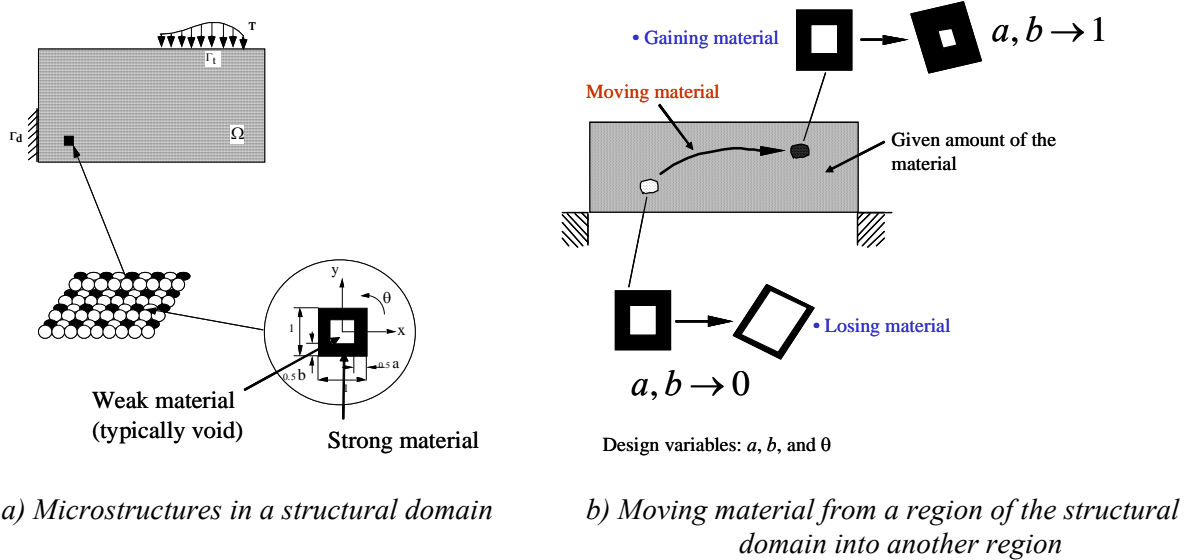 T
Γt
Γd
Ω
y
θ
x
1
0.5 b
0.5 a
1
Weak material
(typically void)
Strong material
a) Microstructures in a structural domain
• Gaining material
a, b → 1
Moving material
Given amount of the
material
• Losing material
a, b → 0
Design variables: a, b, and θ
b) Moving material from a region of the structural
domain into another region